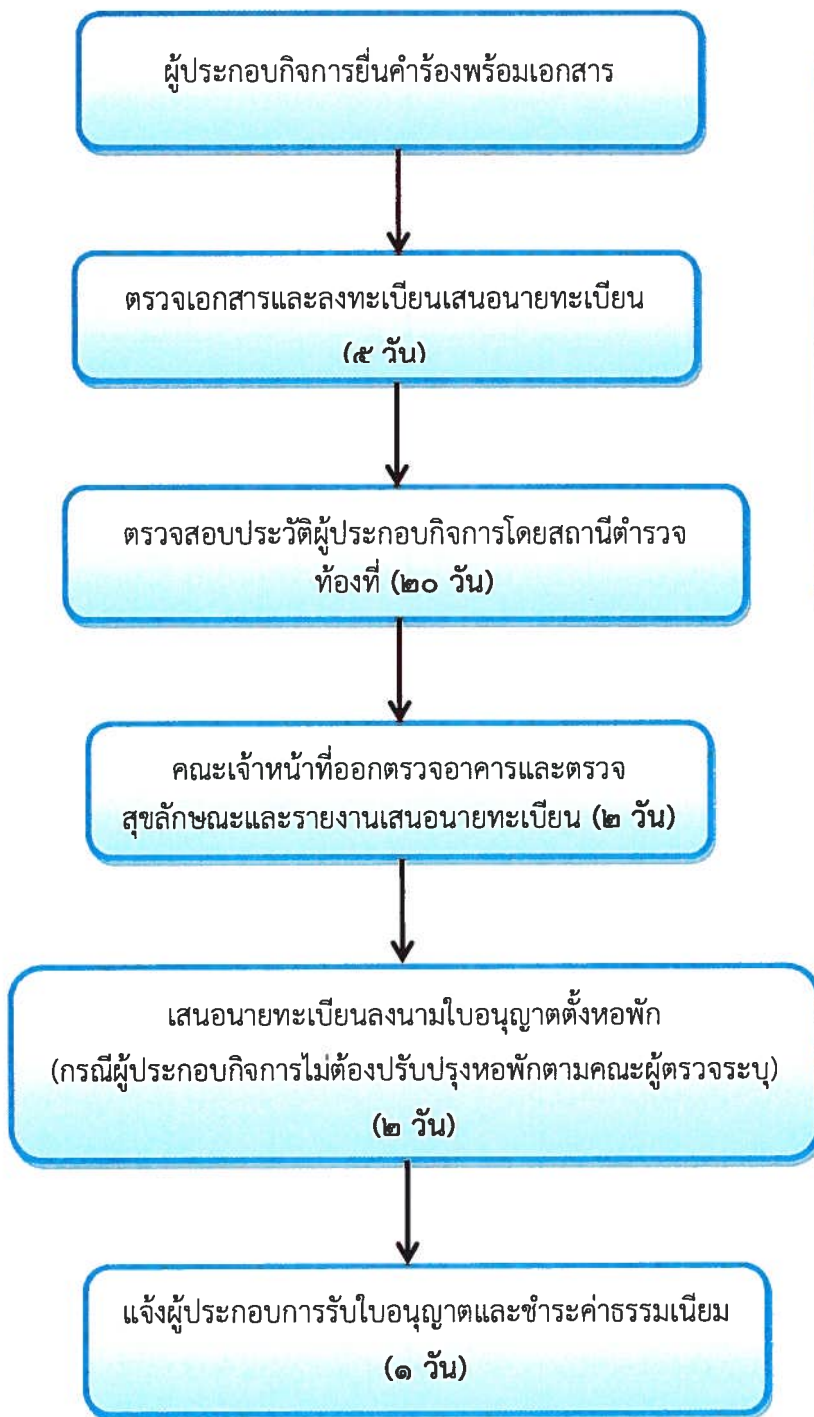 ผู้ประกอบกิจการยื่นคำร้องพร้อมเอกสาร
ตรวจเอกสารและลงทะเบียนเสนอนายทะเบียน
(๕ วัน)
ตรวจสอบประวัติผู้ประกอบกิจการโดยสถานีตำรวจ
ท้องที่ (๒๐ วัน)
คณะเจ้าหน้าที่ออกตรวจอาคารและตรวจ
สุขลักษณะและรายงานเสนอนายทะเบียน (๒ วัน)
เสนอนายทะเบียนลงนามใบอนุญาตตั้งหอพัก
(กรณีผู้ประกอบกิจการไม่ต้องปรับปรุงหอพักตามคณะผู้ตรวจระบุ)
(๒ วัน)
แจ้งผู้ประกอบการรับใบอนุญาตและชำระค่าธรรมเนียม
(๑ วัน)